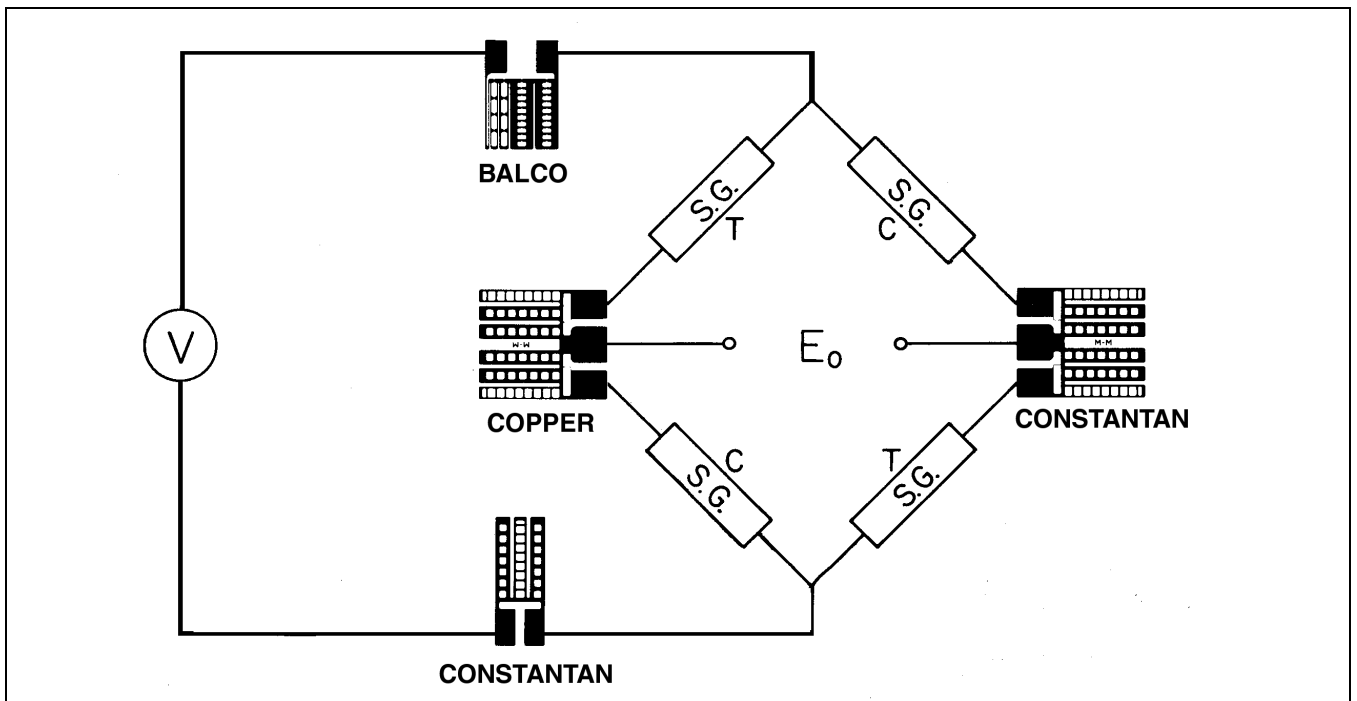 BALCO
S.G.
T
S.G.
C
V
W-W
E₀
M-M
COPPER
CONSTANTAN
C
S.G.
T
S.G.
CONSTANTAN